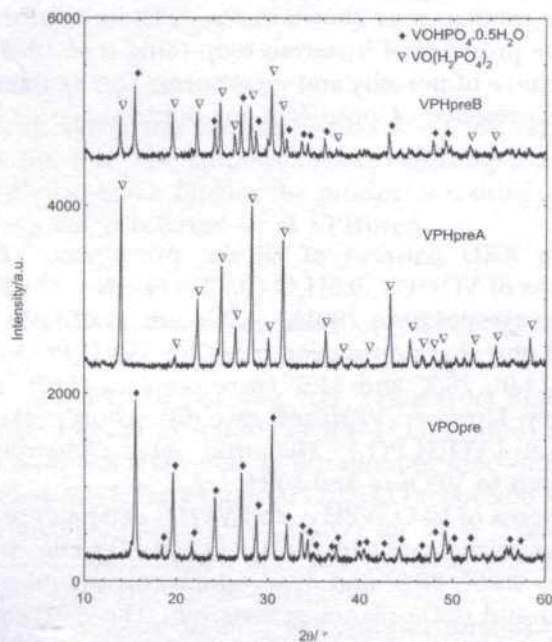 6000
◆VOHPO₄.0.5H₂O
▽VO(H₂PO₄)₂
VPHpreB
4000
VPHpreA
Intensity/a.u.
2000
VPOpre
0
10 20 30 40 50 60
2θ/ °